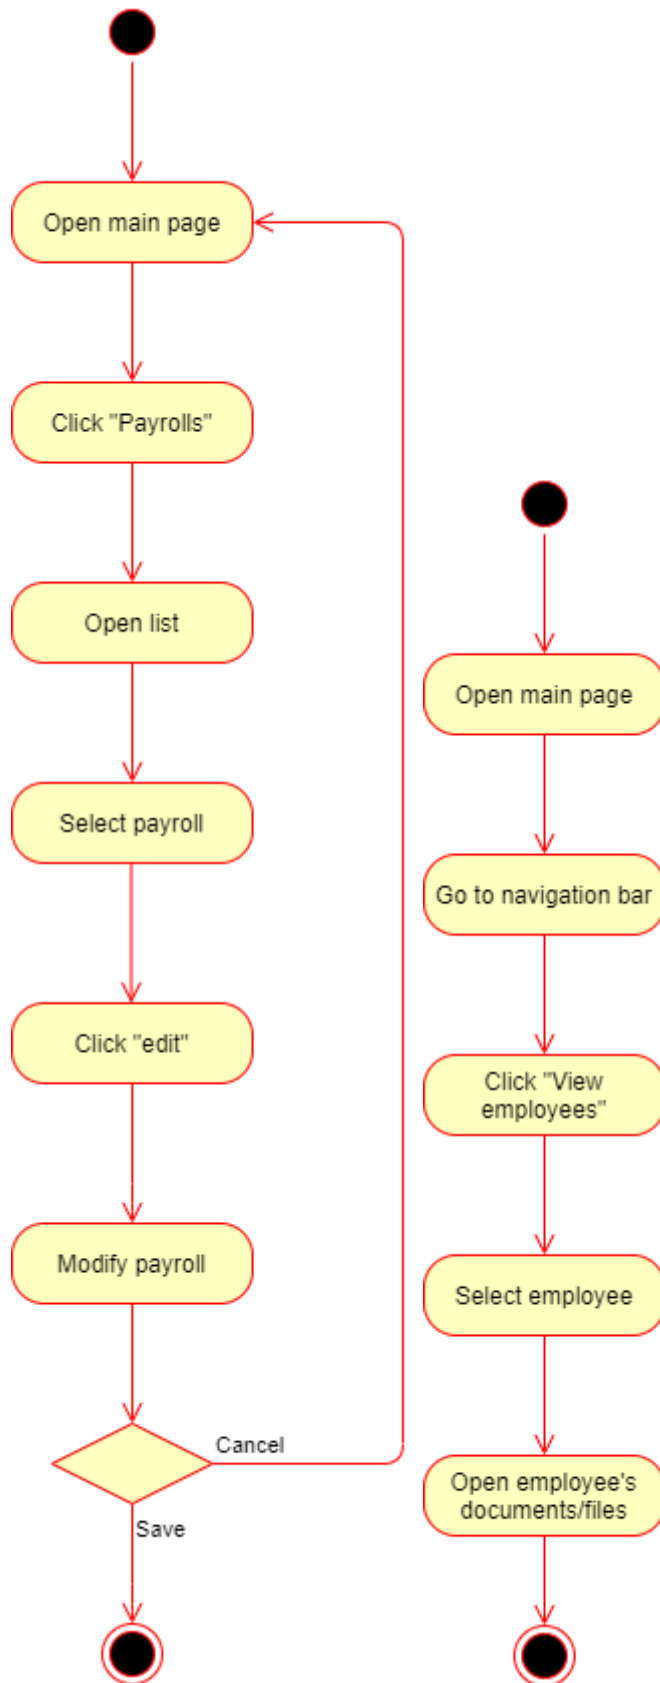 Open main page
Click "Payrolls"
Open list
Select payroll
Click "edit"
Modify payroll
Cancel
Save
Open main page
Go to navigation bar
Click "View
employees"
Select employee
Open employee's
documents/files